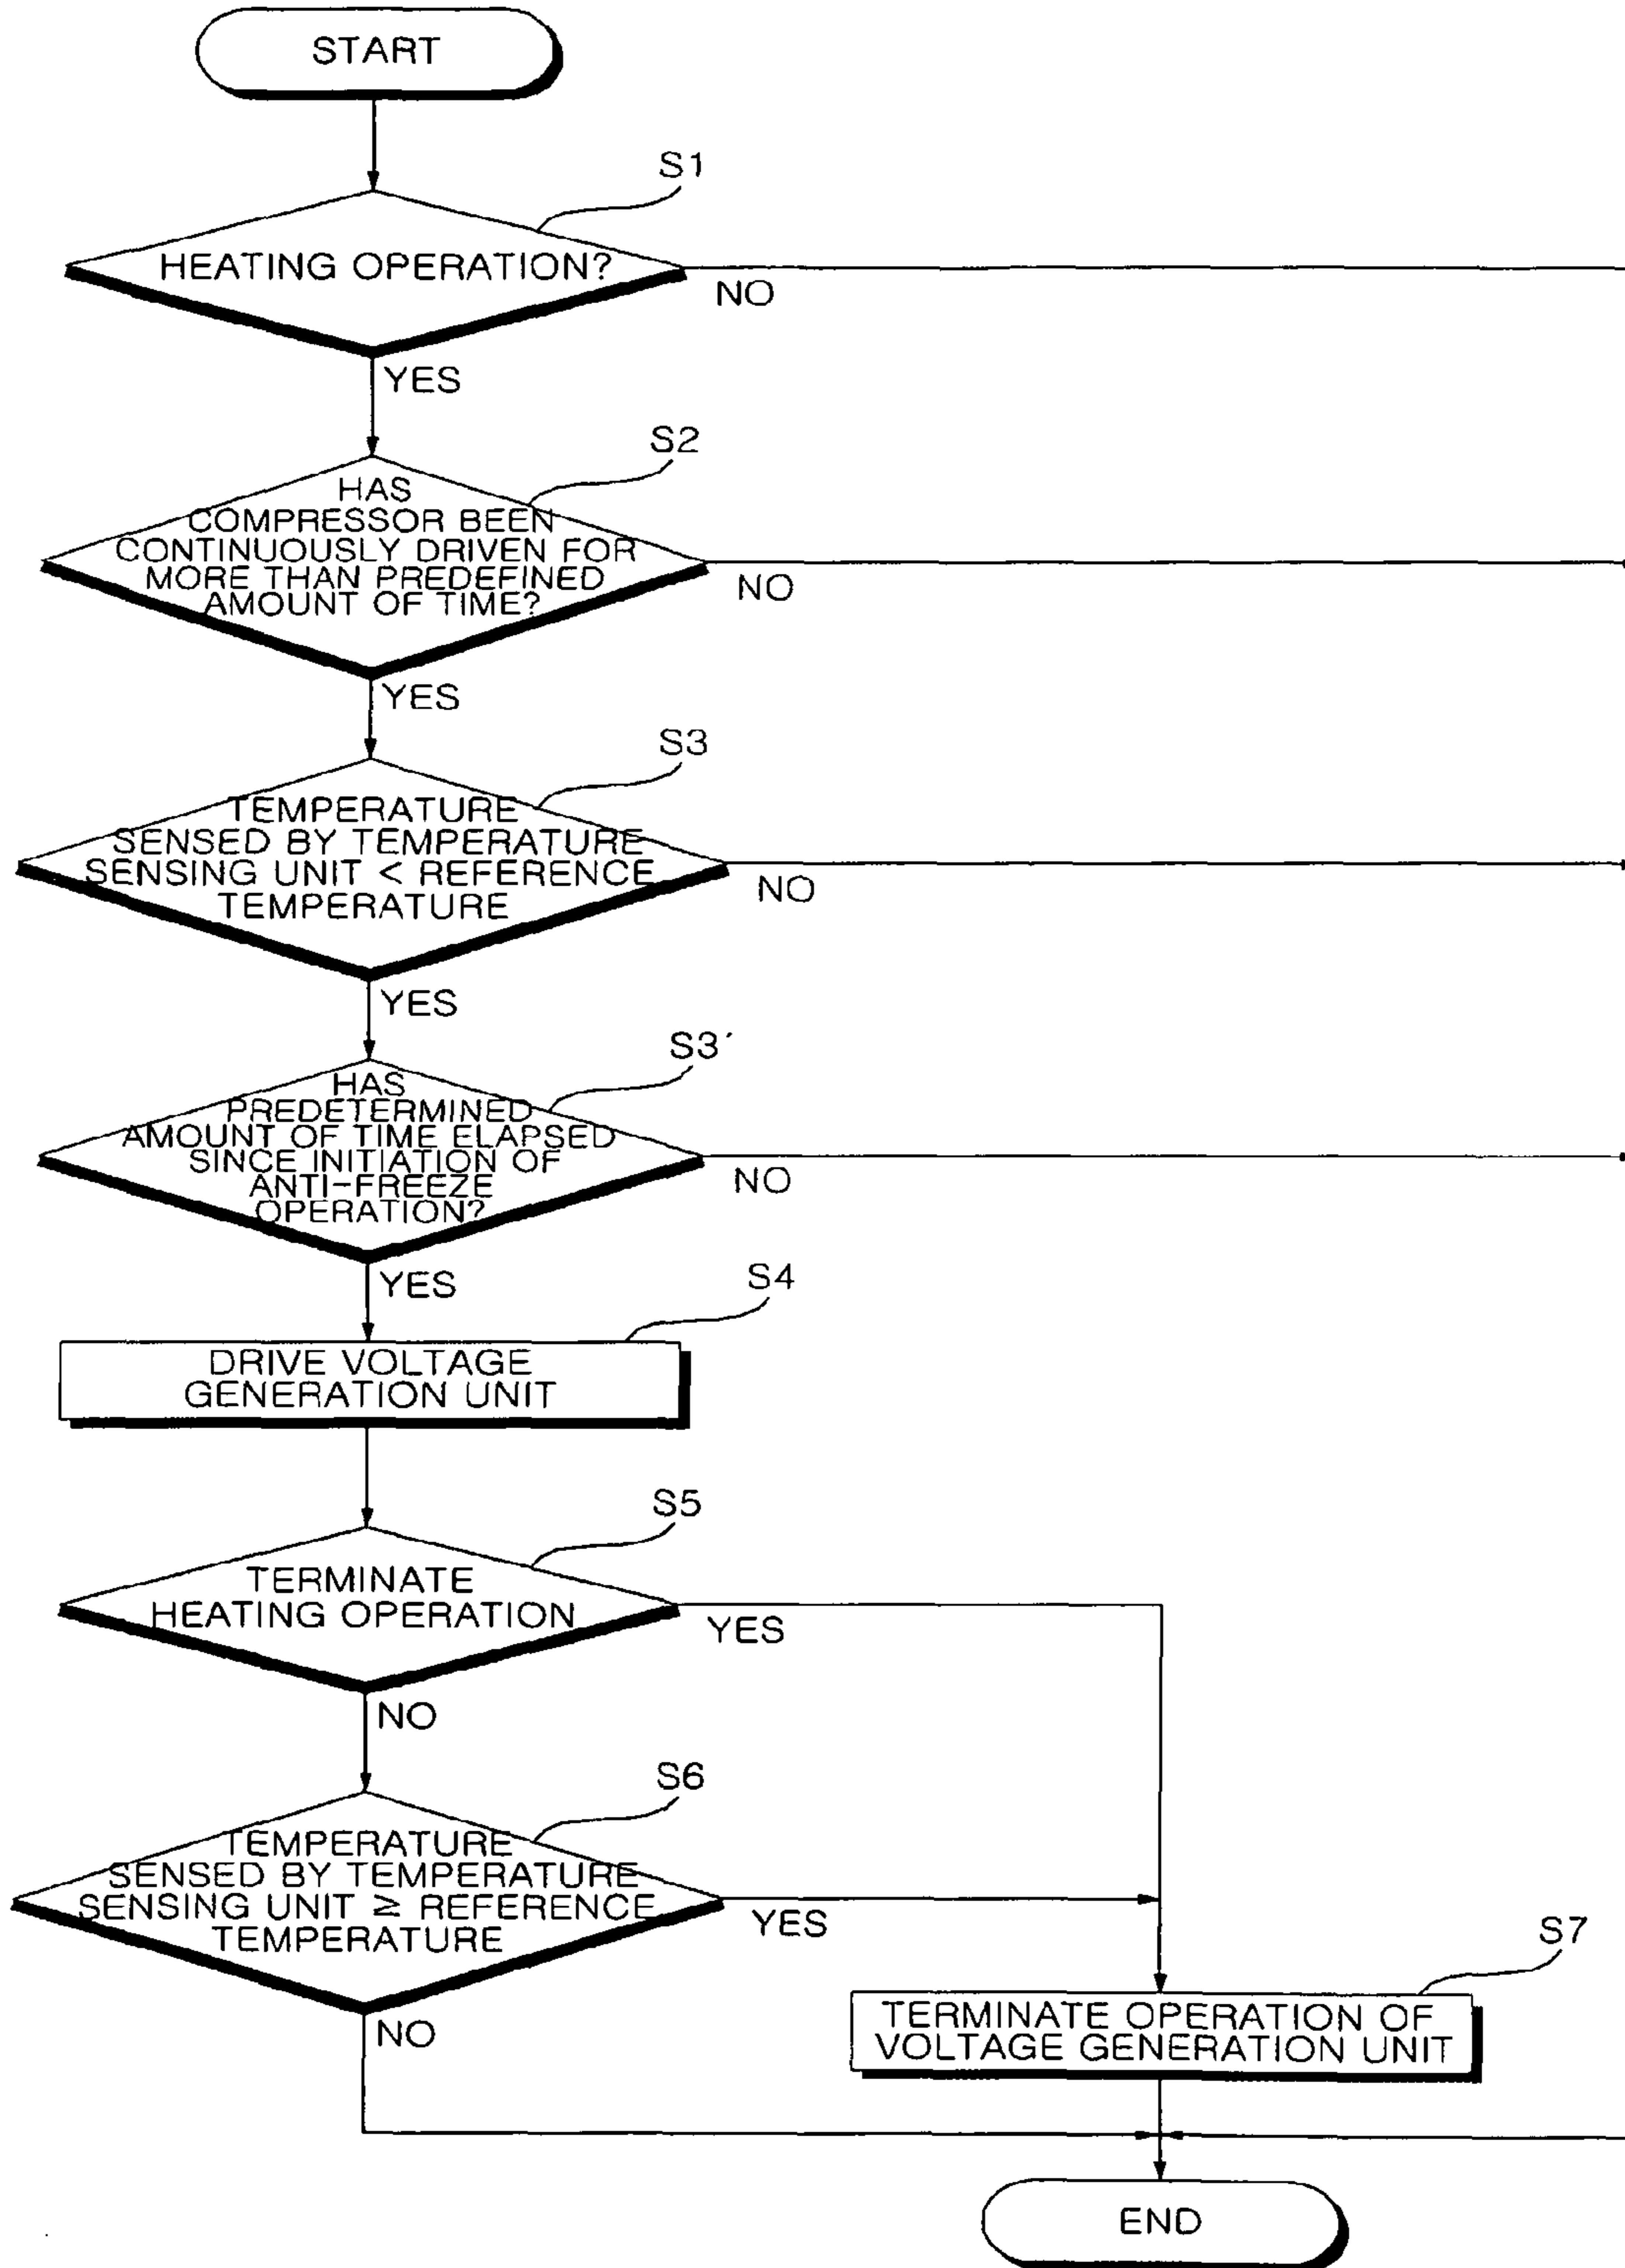 START
S1
HEATING OPERATION?
NO
YES
S2
HAS
COMPRESSOR BEEN
CONTINUOUSLY DRIVEN FOR
MORE THAN PREDEFINED
AMOUNT OF TIME?
NO
YES
S3
TEMPERATURE
SENSED BY TEMPERATURE
SENSING UNIT < REFERENCE
TEMPERATURE
NO
YES
S3´
HAS
PREDETERMINED
AMOUNT OF TIME ELAPSED
SINCE INITIATION OF
ANTI-FREEZE
OPERATION?
NO
YES
S4
DRIVE VOLTAGE
GENERATION UNIT
S5
TERMINATE
HEATING OPERATION
YES
NO
S6
TEMPERATURE
SENSED BY TEMPERATURE
SENSING UNIT ≥ REFERENCE
TEMPERATURE
YES
NO
S7
TERMINATE OPERATION OF
VOLTAGE GENERATION UNIT
END